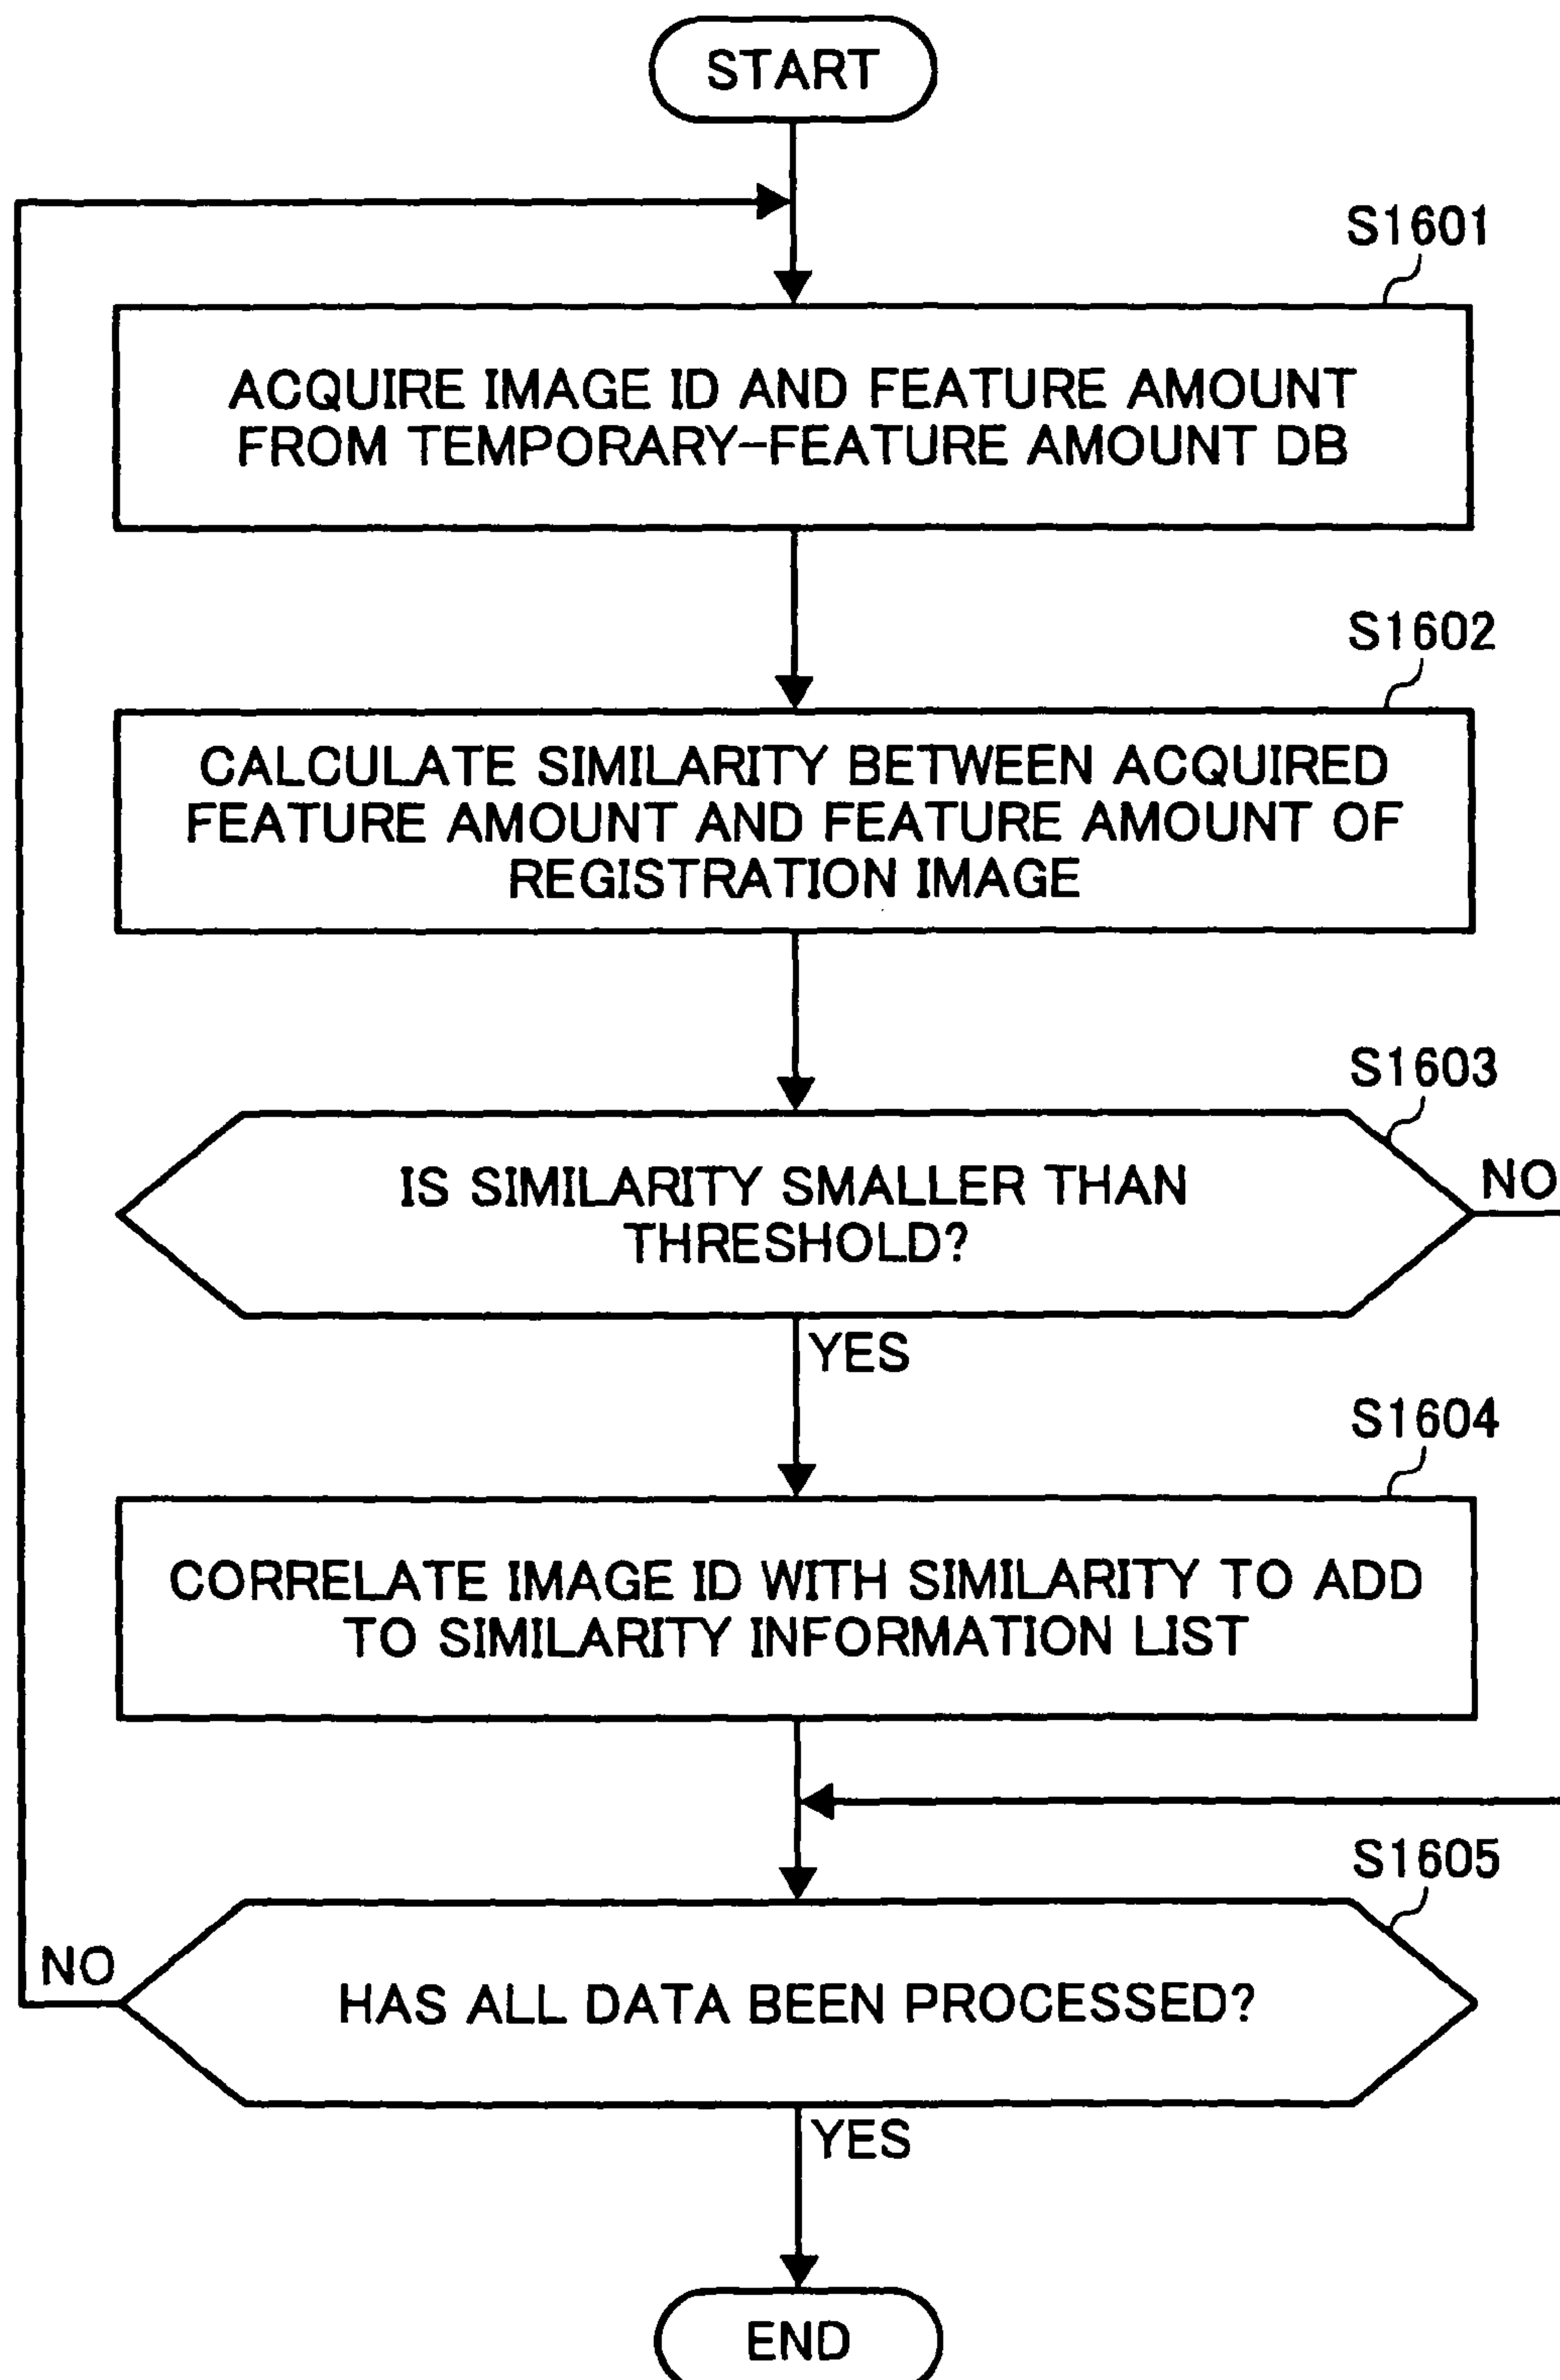 START
S1601
ACQUIRE IMAGE ID AND FEATURE AMOUNT
FROM TEMPORARY-FEATURE AMOUNT DB
S1602
CALCULATE SIMILARITY BETWEEN ACQUIRED
FEATURE AMOUNT AND FEATURE AMOUNT OF
REGISTRATION IMAGE
S1603
IS SIMILARITY SMALLER THAN
THRESHOLD?
NO
YES
S1604
CORRELATE IMAGE ID WITH SIMILARITY TO ADD
TO SIMILARITY INFORMATION LIST
S1605
NO
HAS ALL DATA BEEN PROCESSED?
YES
END